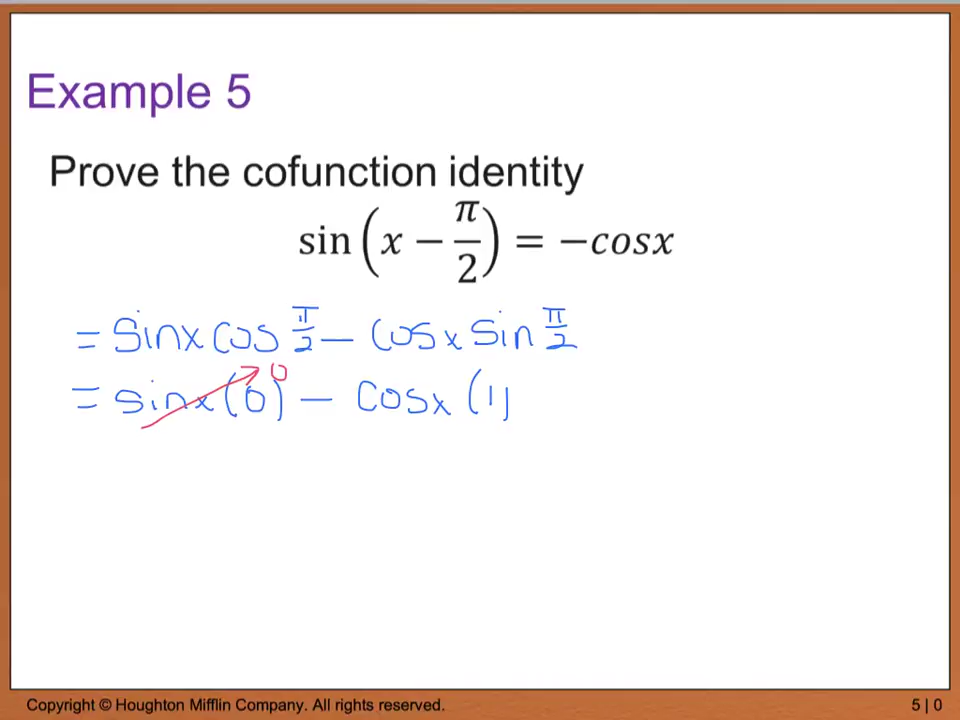 Example 5
Prove the cofunction identity
sin(x − π/2) = −cosx
= sinx cos π/2 − cosx sin π/2
= sinx (0) − cosx (1)
0
Copyright © Houghton Mifflin Company. All rights reserved.
5 | 0